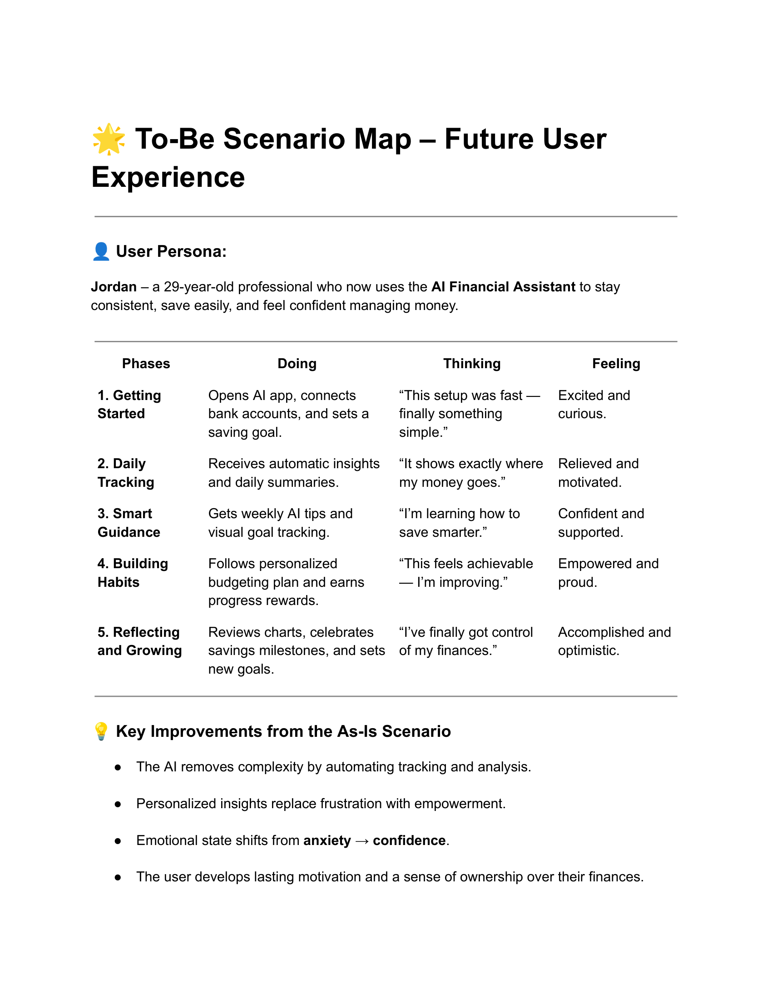 🌟 To-Be Scenario Map – Future User
Experience
👤 User Persona:
Jordan – a 29-year-old professional who now uses the AI Financial Assistant to stay
consistent, save easily, and feel confident managing money.
Phases Doing Thinking Feeling
1. Getting Opens AI app, connects “This setup was fast — Excited and
Started bank accounts, and sets a finally something curious.
saving goal. simple.”
2. Daily Receives automatic insights “It shows exactly where Relieved and
Tracking and daily summaries. my money goes.” motivated.
3. Smart Gets weekly AI tips and “I’m learning how to Confident and
Guidance visual goal tracking. save smarter.” supported.
4. Building Follows personalized “This feels achievable Empowered and
Habits budgeting plan and earns — I’m improving.” proud.
progress rewards.
5. Reflecting Reviews charts, celebrates “I’ve finally got control Accomplished and
and Growing savings milestones, and sets of my finances.” optimistic.
new goals.
💡 Key Improvements from the As-Is Scenario
● The AI removes complexity by automating tracking and analysis.
● Personalized insights replace frustration with empowerment.
● Emotional state shifts from anxiety → confidence.
● The user develops lasting motivation and a sense of ownership over their finances.